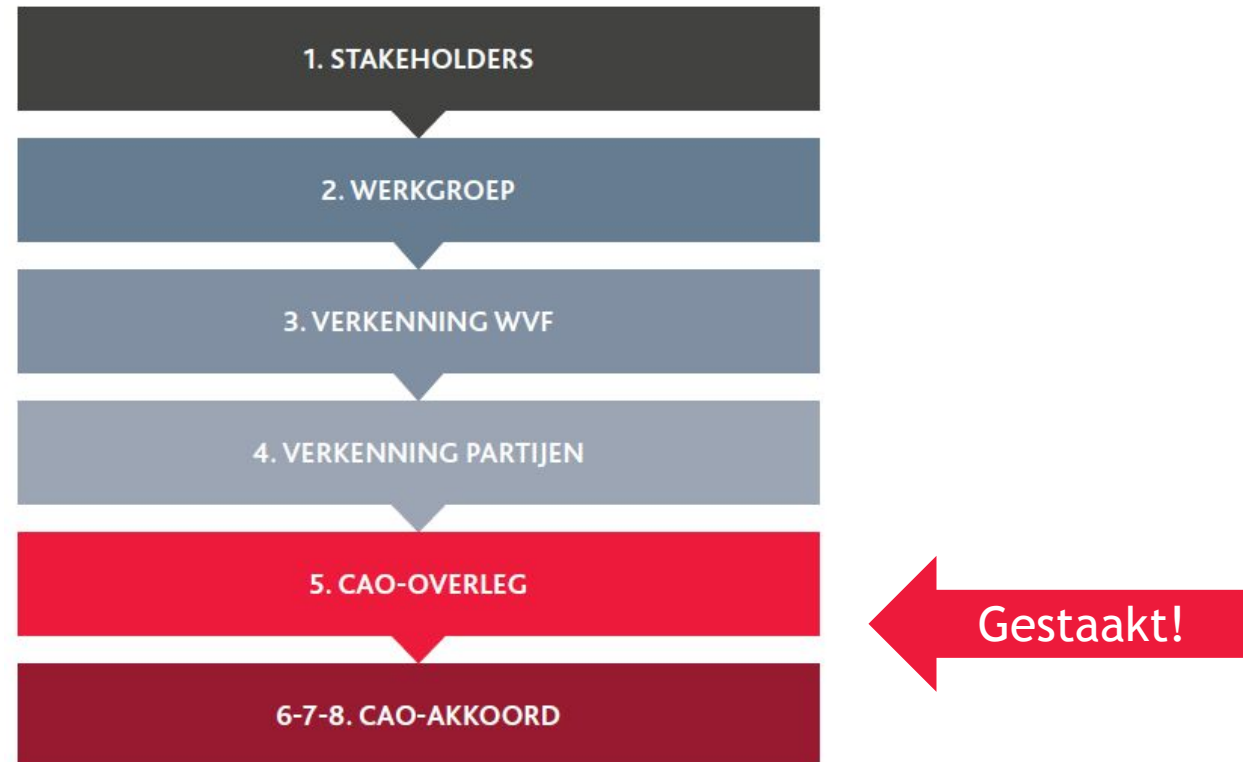 1. STAKEHOLDERS
2. WERKGROEP
3. VERKENNING WVF
4. VERKENNING PARTIJEN
5. CAO-OVERLEG
Gestaakt!
6-7-8. CAO-AKKOORD